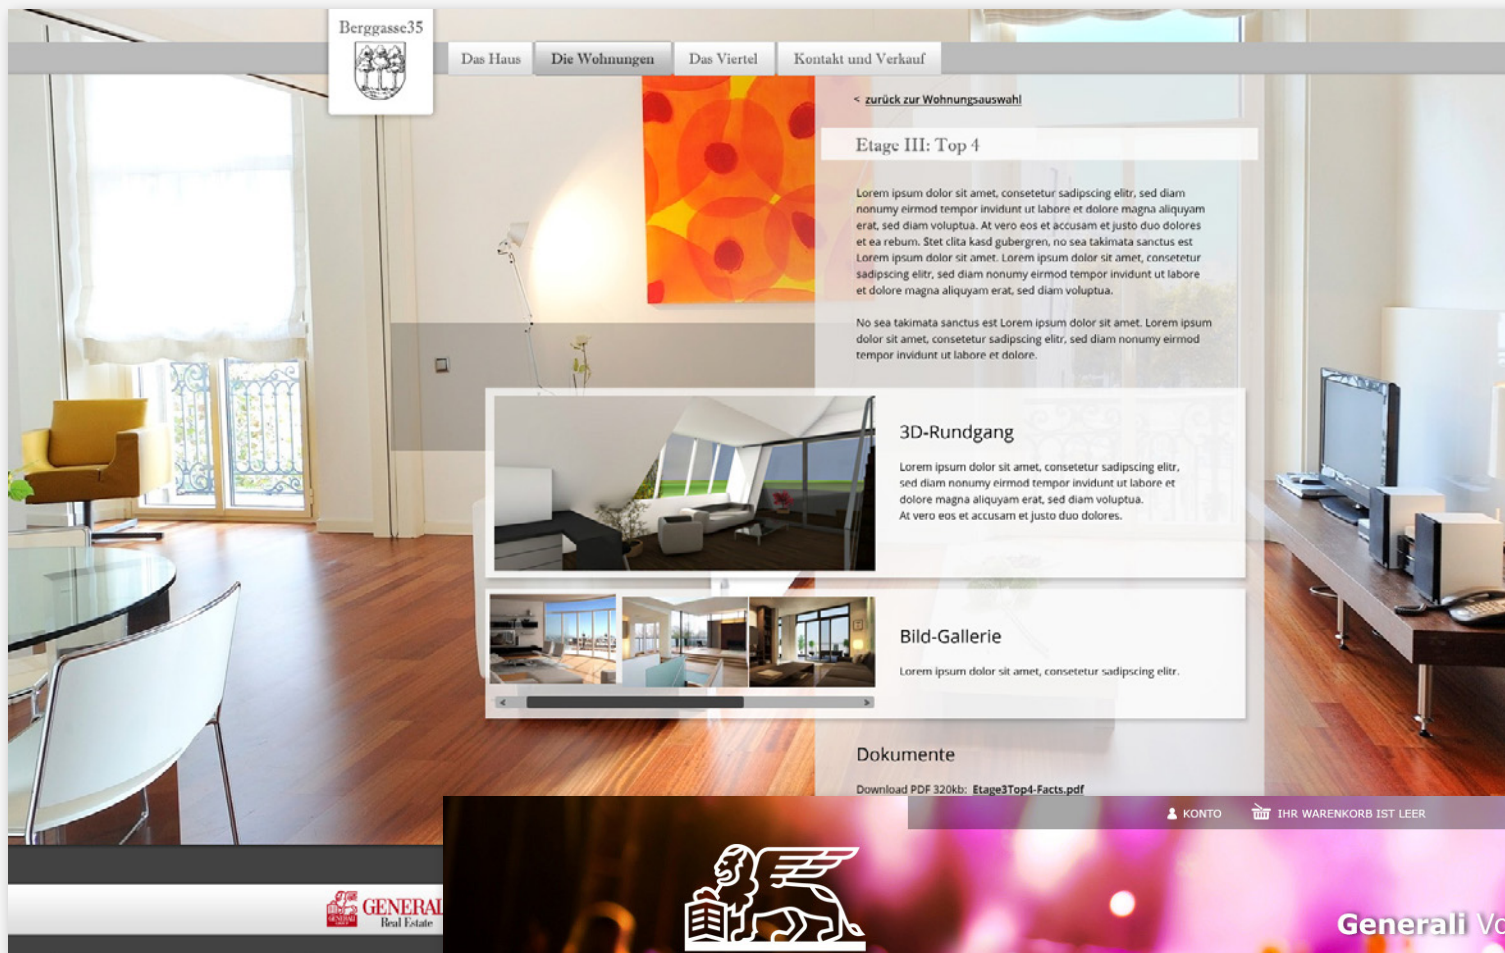 Berggasse35
Das Haus
Die Wohnungen
Das Viertel
Kontakt und Verkauf
< zurück zur Wohnungsauswahl
Etage III: Top 4
Lorem ipsum dolor sit amet, consetetur sadipscing elitr, sed diam
nonumy eirmod tempor invidunt ut labore et dolore magna aliquyam
erat, sed diam voluptua. At vero eos et accusam et justo duo dolores
et ea rebum. Stet clita kasd gubergren, no sea takimata sanctus est
Lorem ipsum dolor sit amet. Lorem ipsum dolor sit amet, consetetur
sadipscing elitr, sed diam nonumy eirmod tempor invidunt ut labore
et dolore magna aliquyam erat, sed diam voluptua.
No sea takimata sanctus est Lorem ipsum dolor sit amet. Lorem ipsum
dolor sit amet, consetetur sadipscing elitr, sed diam nonumy eirmod
tempor invidunt ut labore et dolore.
3D-Rundgang
Lorem ipsum dolor sit amet, consetetur sadipscing elitr,
sed diam nonumy eirmod tempor invidunt ut labore et
dolore magna aliquyam erat, sed diam voluptua.
At vero eos et accusam et justo duo dolores.
Bild-Gallerie
Lorem ipsum dolor sit amet, consetetur sadipscing elitr.
Dokumente
Download PDF 320kb: Etage3Top4-Facts.pdf
KONTO
IHR WARENKORB IST LEER
GENERAL
Real Estate
Generali Vo